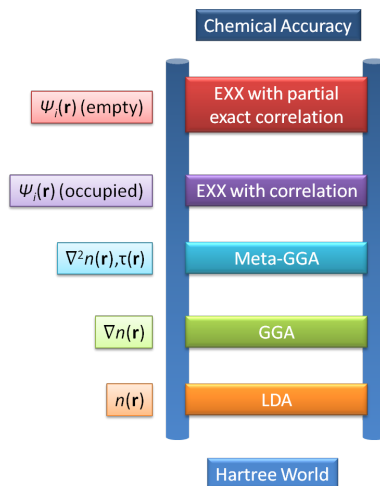 Chemical Accuracy
Ψi(r) (empty)
EXX with partial
exact correlation
Ψi(r) (occupied)
EXX with correlation
∇²n(r),τ(r)
Meta-GGA
∇n(r)
GGA
n(r)
LDA
Hartree World